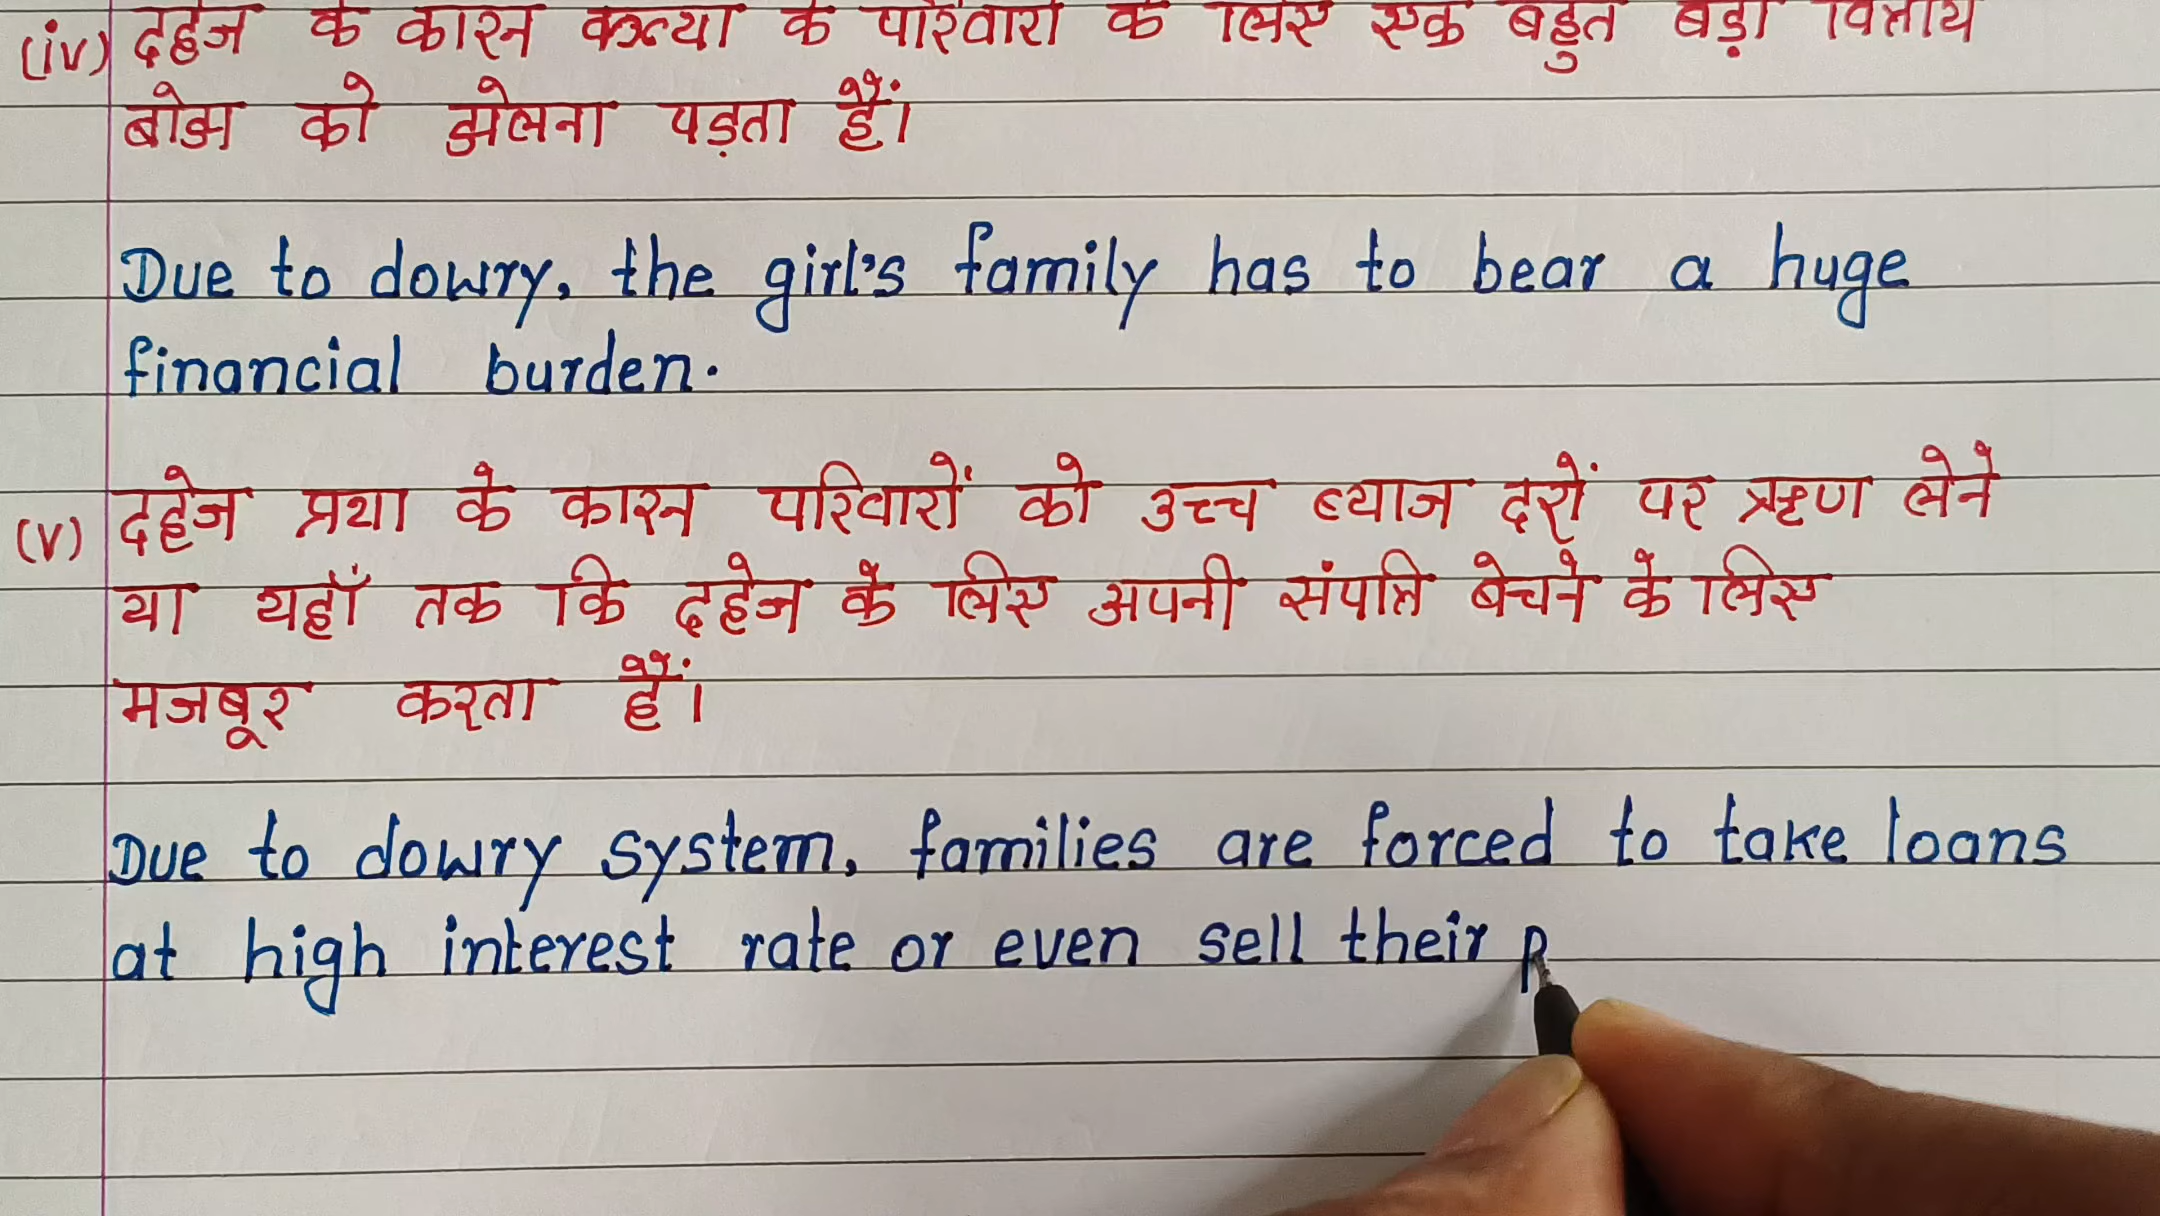 (iv) दहेज के कारन कन्या के परिवारों के लिए एक बहुत बड़ा वित्तीय
बोझ को झेलना पड़ता हैं।
Due to dowry, the girl's family has to bear a huge
financial burden.
(v) दहेज प्रथा के कारन परिवारों को उच्च ब्याज दरों पर ऋण लेने
या यहाँ तक कि दहेज के लिए अपनी संपत्ति बेचने के लिए
मजबूर करता हैं।
Due to dowry system, families are forced to take loans
at high interest rate or even sell their p